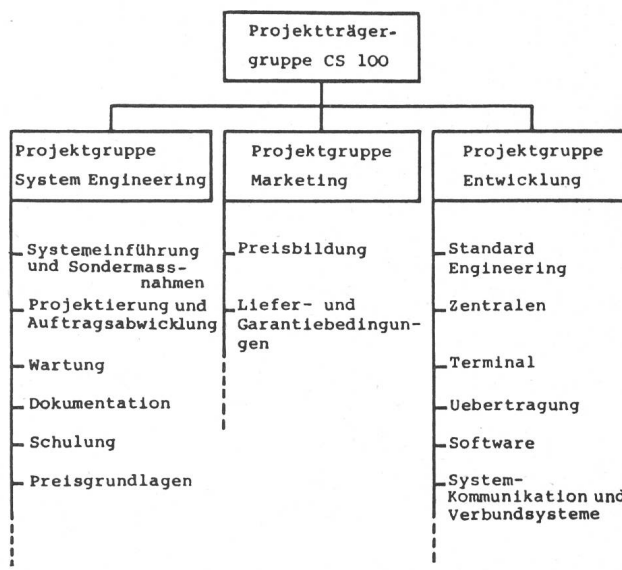 Projektträger-
gruppe CS 100
Projektgruppe
System Engineering
Systemeinführung
und Sondermass-
nahmen
Projektierung und
Auftragsabwicklung
Wartung
Dokumentation
Schulung
Preisgrundlagen
Projektgruppe
Marketing
Preisbildung
Liefer- und
Garantiebedingun-
gen
Projektgruppe
Entwicklung
Standard
Engineering
Zentralen
Terminal
Uebertragung
Software
System-
Kommunikation und
Verbundsysteme